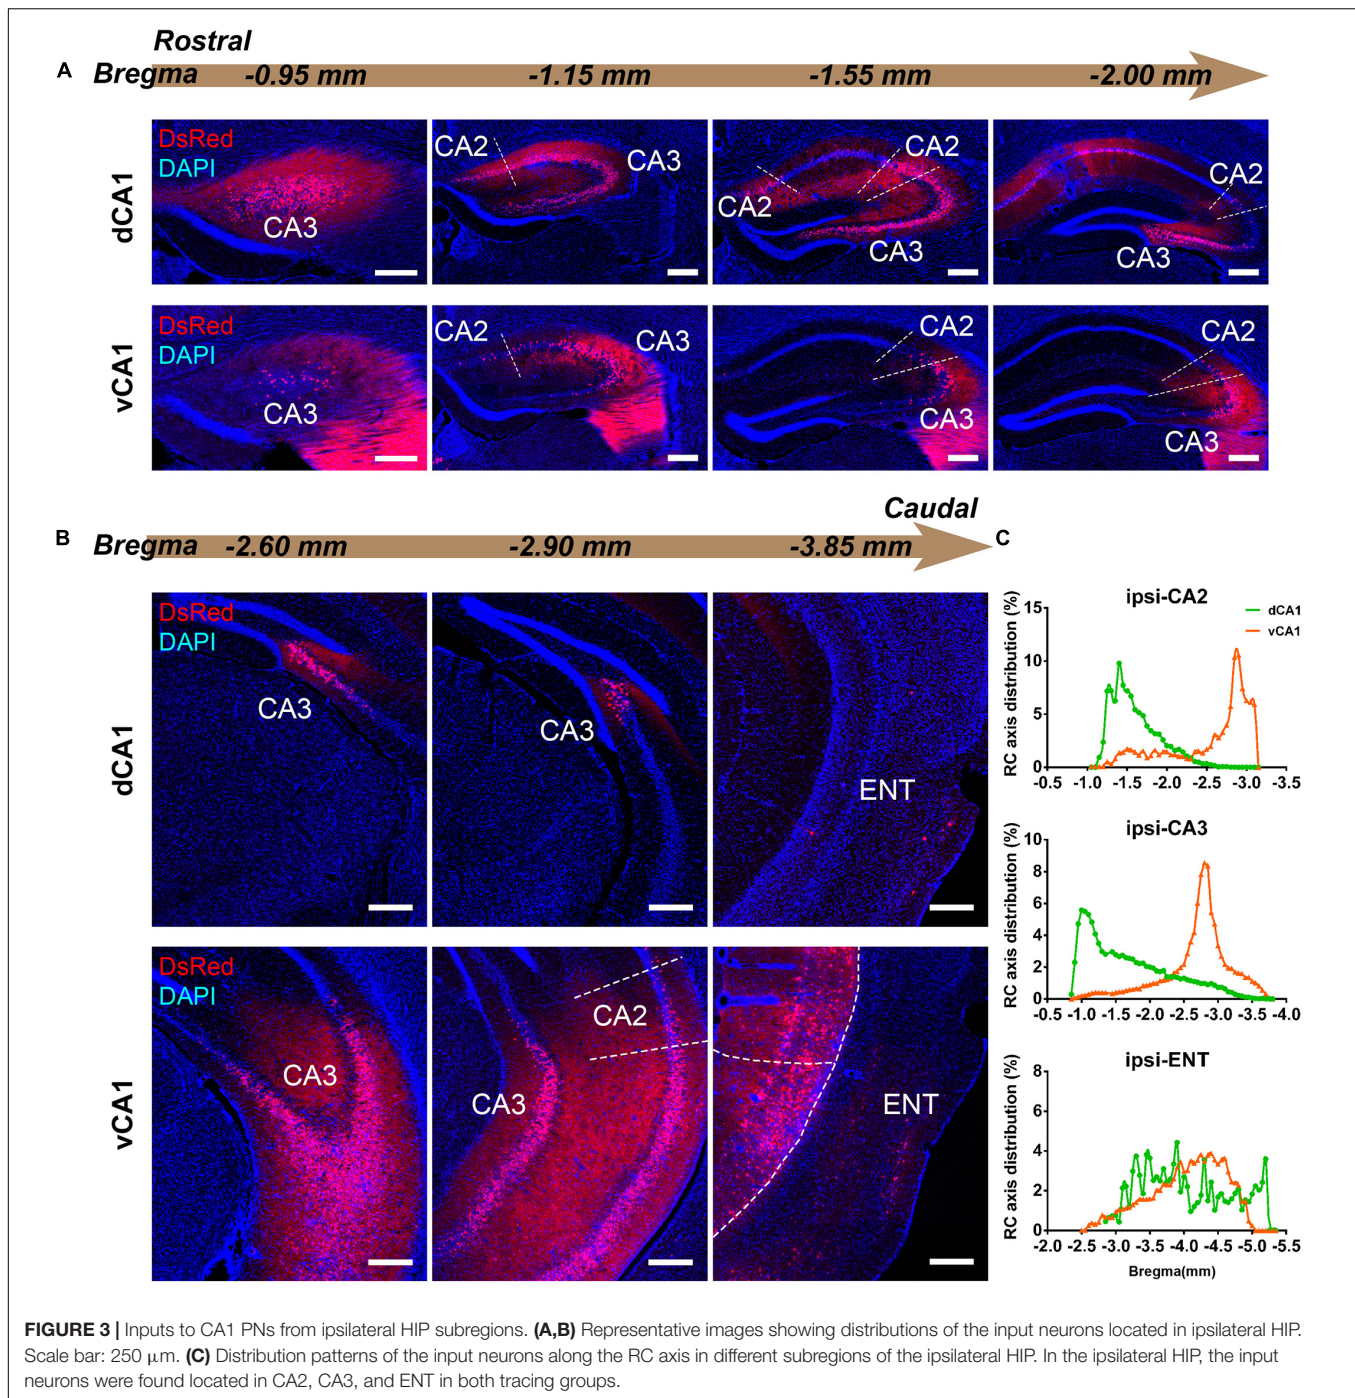 Rostral
A
Bregma -0.95 mm -1.15 mm -1.55 mm -2.00 mm
dCA1
DsRed
DAPI
CA3
CA2
CA3
CA2
CA2
CA3
CA2
CA3
vCA1
DsRed
DAPI
CA3
CA2
CA3
CA2
CA3
CA2
CA3
Caudal
B
Bregma -2.60 mm -2.90 mm -3.85 mm
dCA1
DsRed
DAPI
CA3
CA3
ENT
vCA1
DsRed
DAPI
CA3
CA2
CA3
ENT
C
ipsi-CA2
dCA1
vCA1
RC axis distribution (%)
15
10
5
0
-0.5 -1.0 -1.5 -2.0 -2.5 -3.0 -3.5
ipsi-CA3
RC axis distribution (%)
10
8
6
4
2
0
-0.5 -1.0 -1.5 -2.0 -2.5 -3.0 -3.5 -4.0
ipsi-ENT
RC axis distribution (%)
8
6
4
2
0
-2.0 -2.5 -3.0 -3.5 -4.0 -4.5 -5.0 -5.5
Bregma(mm)
FIGURE 3 | Inputs to CA1 PNs from ipsilateral HIP subregions. (A,B) Representative images showing distributions of the input neurons located in ipsilateral HIP.
Scale bar: 250 μm. (C) Distribution patterns of the input neurons along the RC axis in different subregions of the ipsilateral HIP. In the ipsilateral HIP, the input
neurons were found located in CA2, CA3, and ENT in both tracing groups.